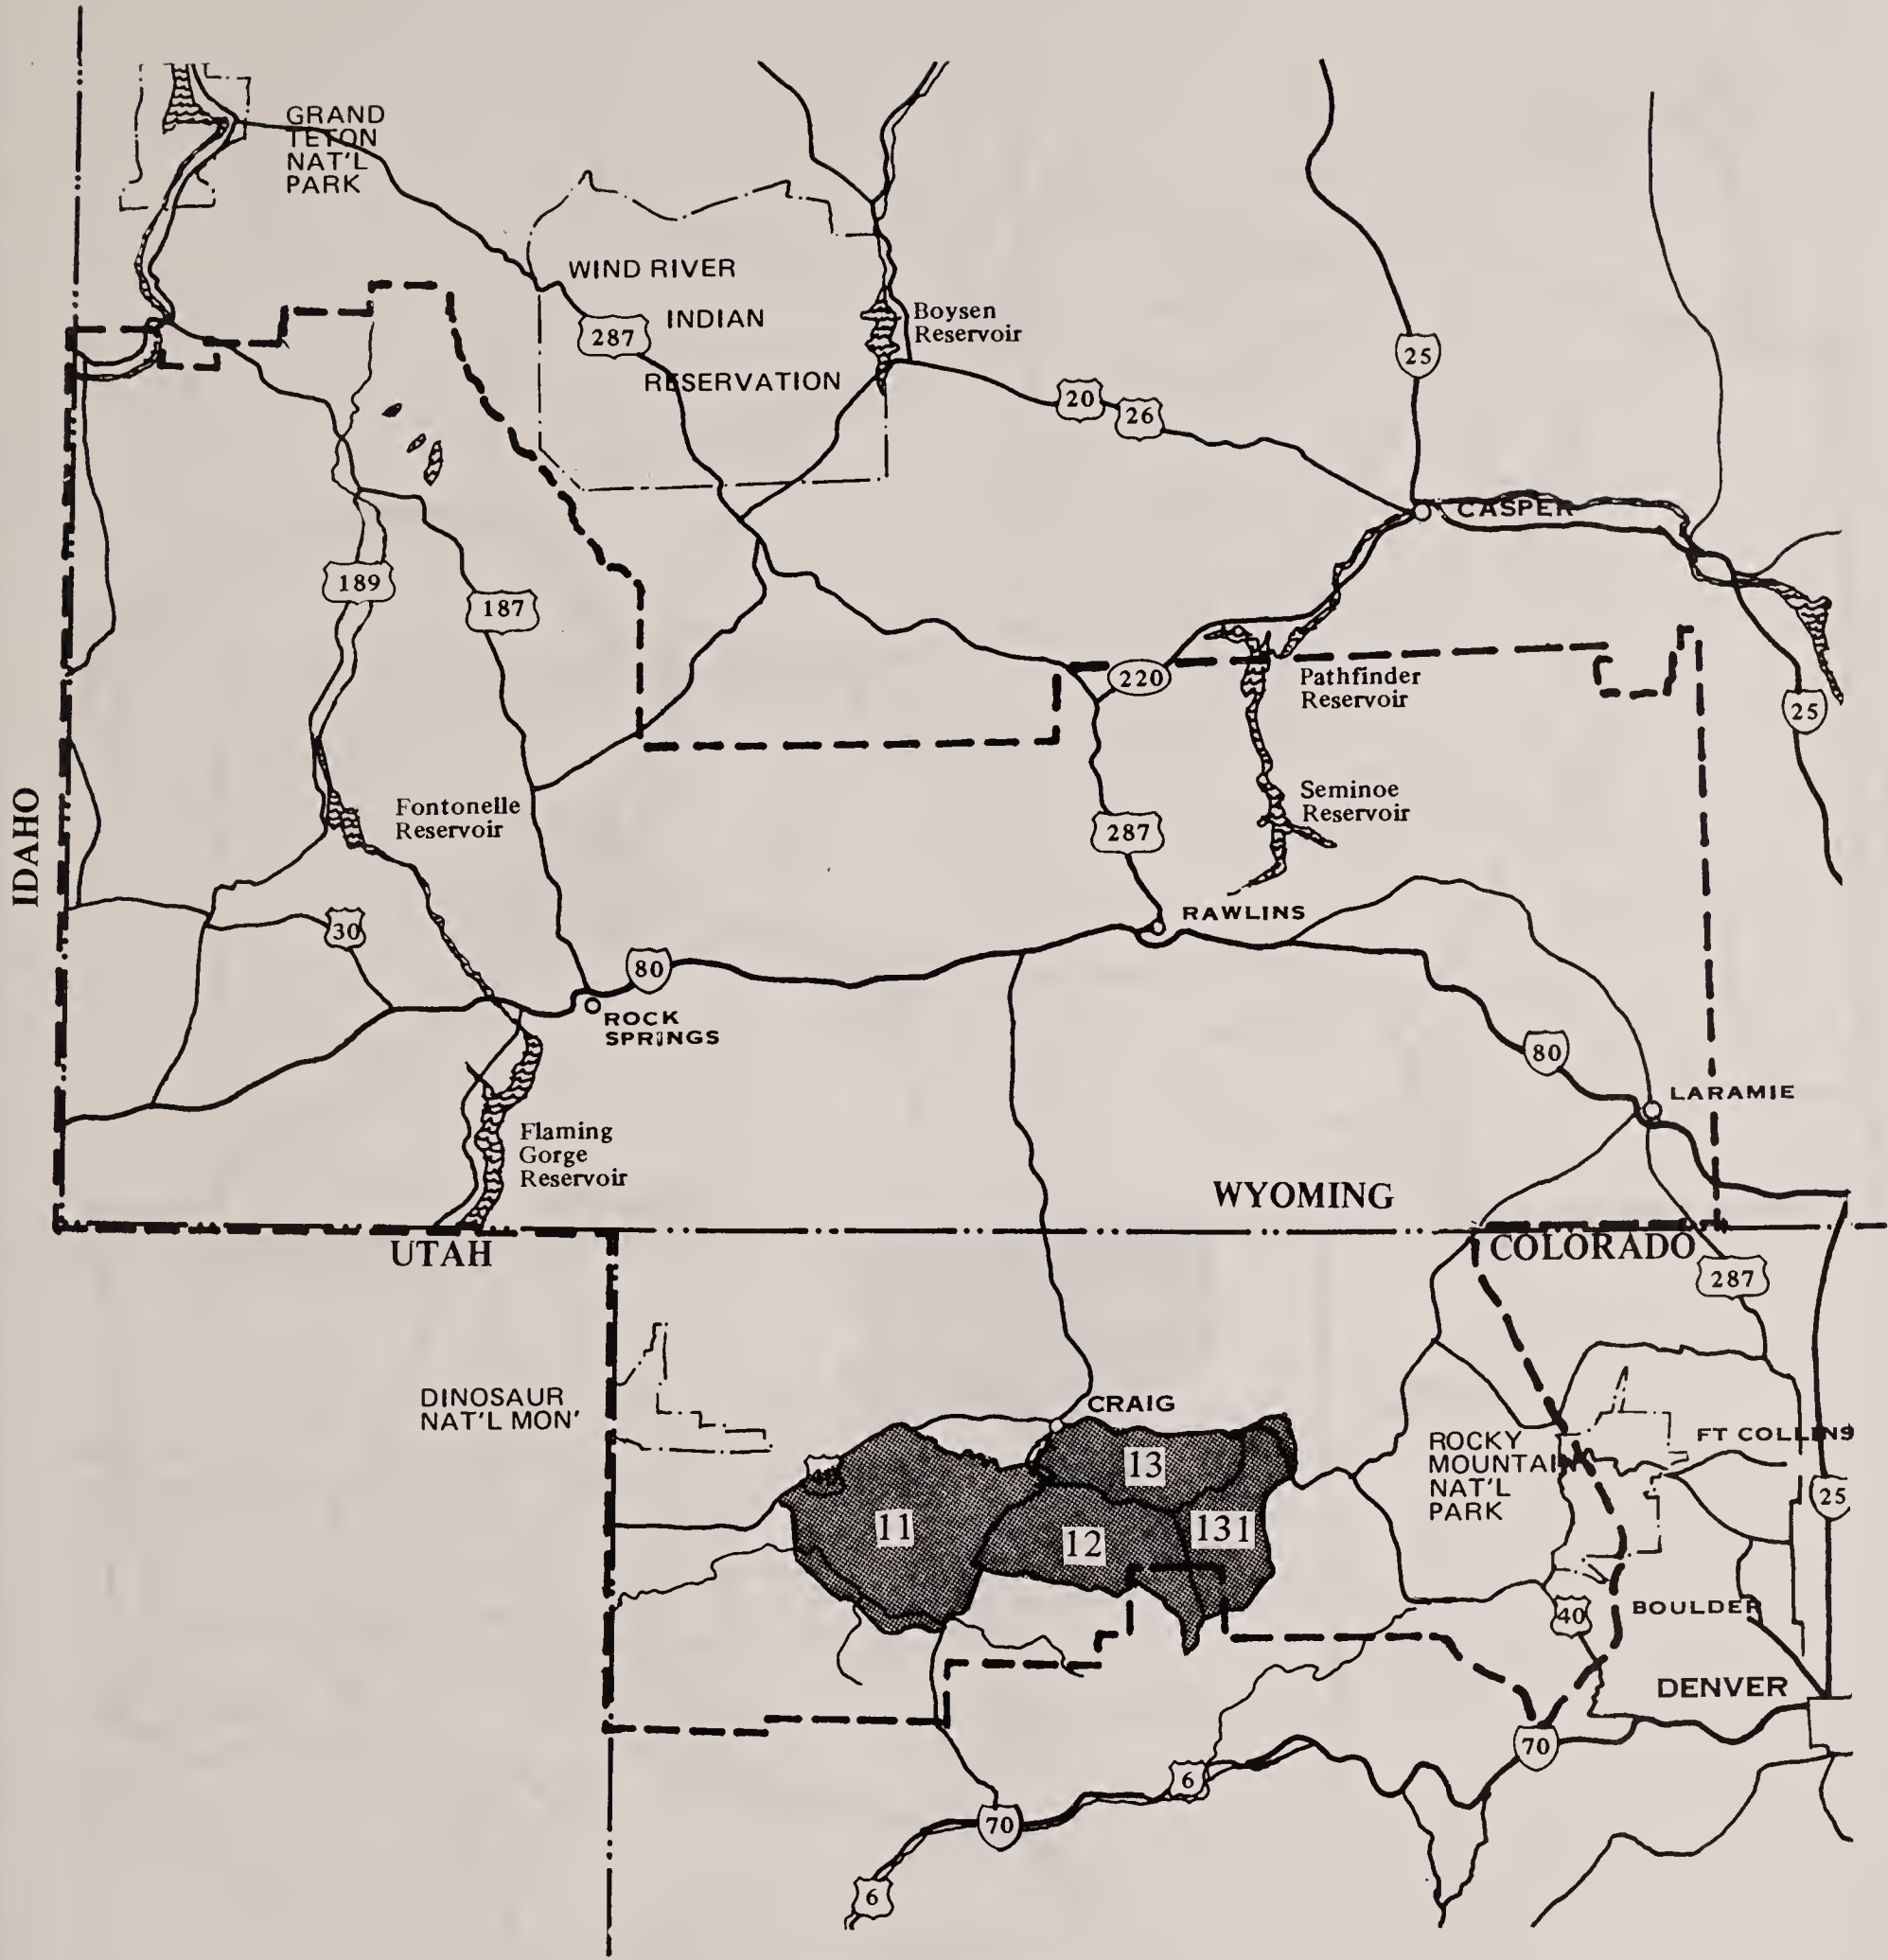 GRAND
TETON
NAT'L
PARK
WIND RIVER
INDIAN
RESERVATION
287
Boysen
Reservoir
25
20
26
CASPER
189
187
220
Pathfinder
Reservoir
25
IDAHO
Fontonelle
Reservoir
Seminoe
Reservoir
287
RAWLINS
30
80
ROCK
SPRINGS
80
LARAMIE
Flaming
Gorge
Reservoir
WYOMING
UTAH
COLORADO
287
DINOSAUR
NAT'L MON'
CRAIG
ROCKY
MOUNTAIN
NAT'L
PARK
FT COLLINS
40
13
25
11
12
131
40
BOULDER
DENVER
70
6
70
6